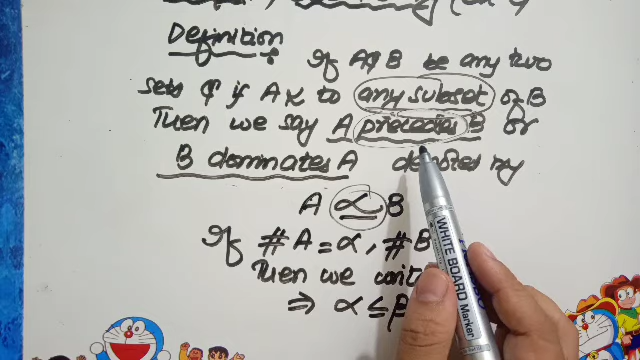 Definition :
If A & B be any two
sets & if A ≈ to any subset of B
Then we say A precedes B or
B dominates A denoted by
A ≾ B
If #A = α, #B
Then we writ
⇒ α ≤ β
WHITE BOARD Marker